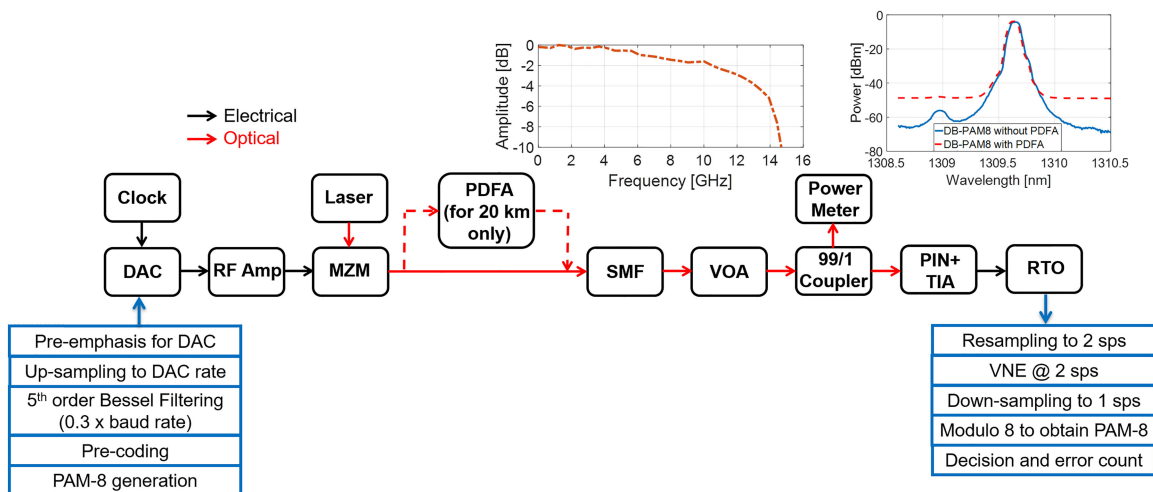 Amplitude [dB]
0
-2
-4
-6
-8
-10
0 2 4 6 8 10 12 14 16
Frequency [GHz]
Power [dBm]
0
-40
-60
-80
DB-PAM8 without PDFA
DB-PAM8 with PDFA
1308.5 1309 1309.5 1310 1310.5
Wavelength [nm]
Electrical
Optical
Clock
Laser
PDFA
(for 20 km
only)
Power
Meter
DAC
RF Amp
MZM
SMF
VOA
99/1
Coupler
PIN+
TIA
RTO
Pre-emphasis for DAC
Up-sampling to DAC rate
5th order Bessel Filtering
(0.3 x baud rate)
Pre-coding
PAM-8 generation
Resampling to 2 sps
VNE @ 2 sps
Down-sampling to 1 sps
Modulo 8 to obtain PAM-8
Decision and error count